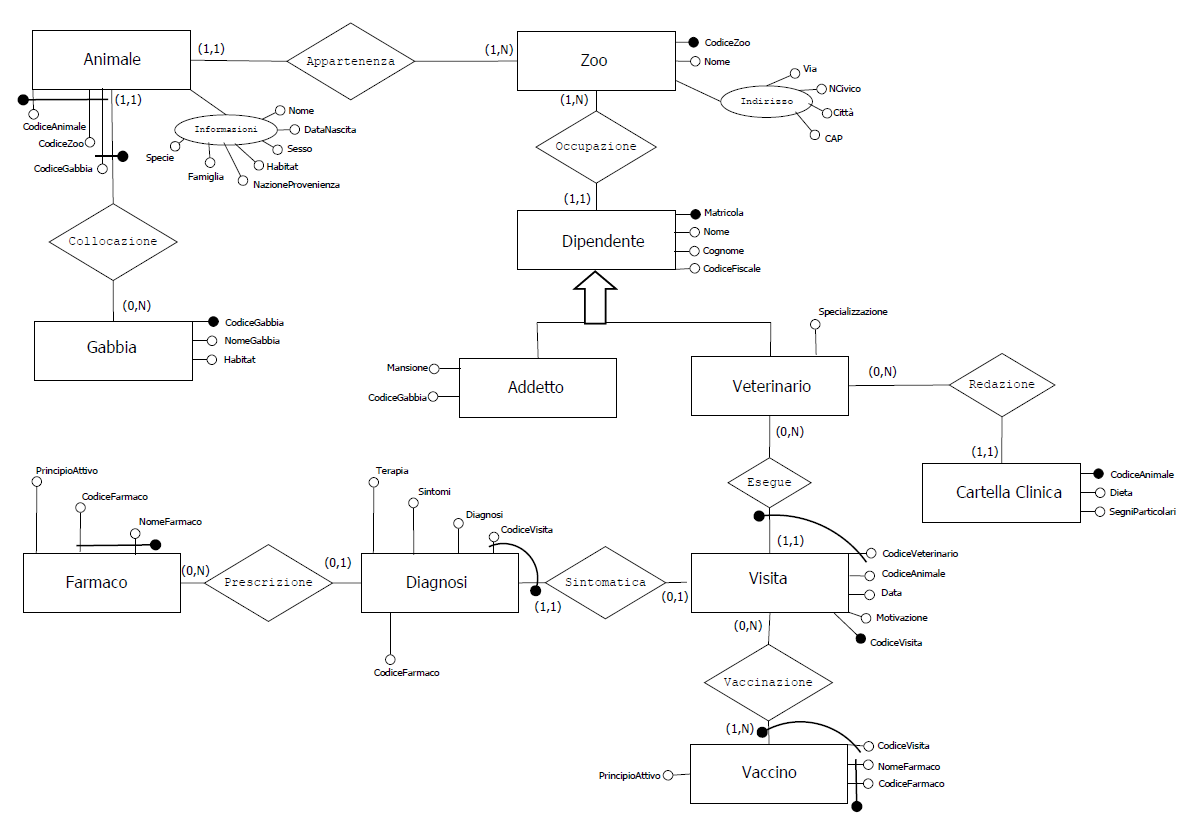 Animale
(1,1)
Appartenenza
(1,N)
Zoo
CodiceZoo
Nome
Indirizzo
Via
NCivico
Città
CAP
(1,1)
CodiceAnimale
CodiceZoo
CodiceGabbia
Informazioni
Nome
DataNascita
Sesso
Habitat
NazioneProvenienza
Famiglia
Specie
(1,N)
Occupazione
(1,1)
Dipendente
Matricola
Nome
Cognome
CodiceFiscale
Collocazione
(0,N)
Gabbia
CodiceGabbia
NomeGabbia
Habitat
Mansione
CodiceGabbia
Addetto
Specializzazione
Veterinario
(0,N)
Redazione
(1,1)
Cartella Clinica
CodiceAnimale
Dieta
SegniParticolari
(0,N)
Esegue
(1,1)
PrincipioAttivo
CodiceFarmaco
NomeFarmaco
Farmaco
(0,N)
Prescrizione
(0,1)
Terapia
Sintomi
Diagnosi
CodiceVisita
Diagnosi
CodiceFarmaco
(1,1)
Sintomatica
(0,1)
Visita
CodiceVeterinario
CodiceAnimale
Data
Motivazione
CodiceVisita
(0,N)
Vaccinazione
(1,N)
PrincipioAttivo
Vaccino
CodiceVisita
NomeFarmaco
CodiceFarmaco